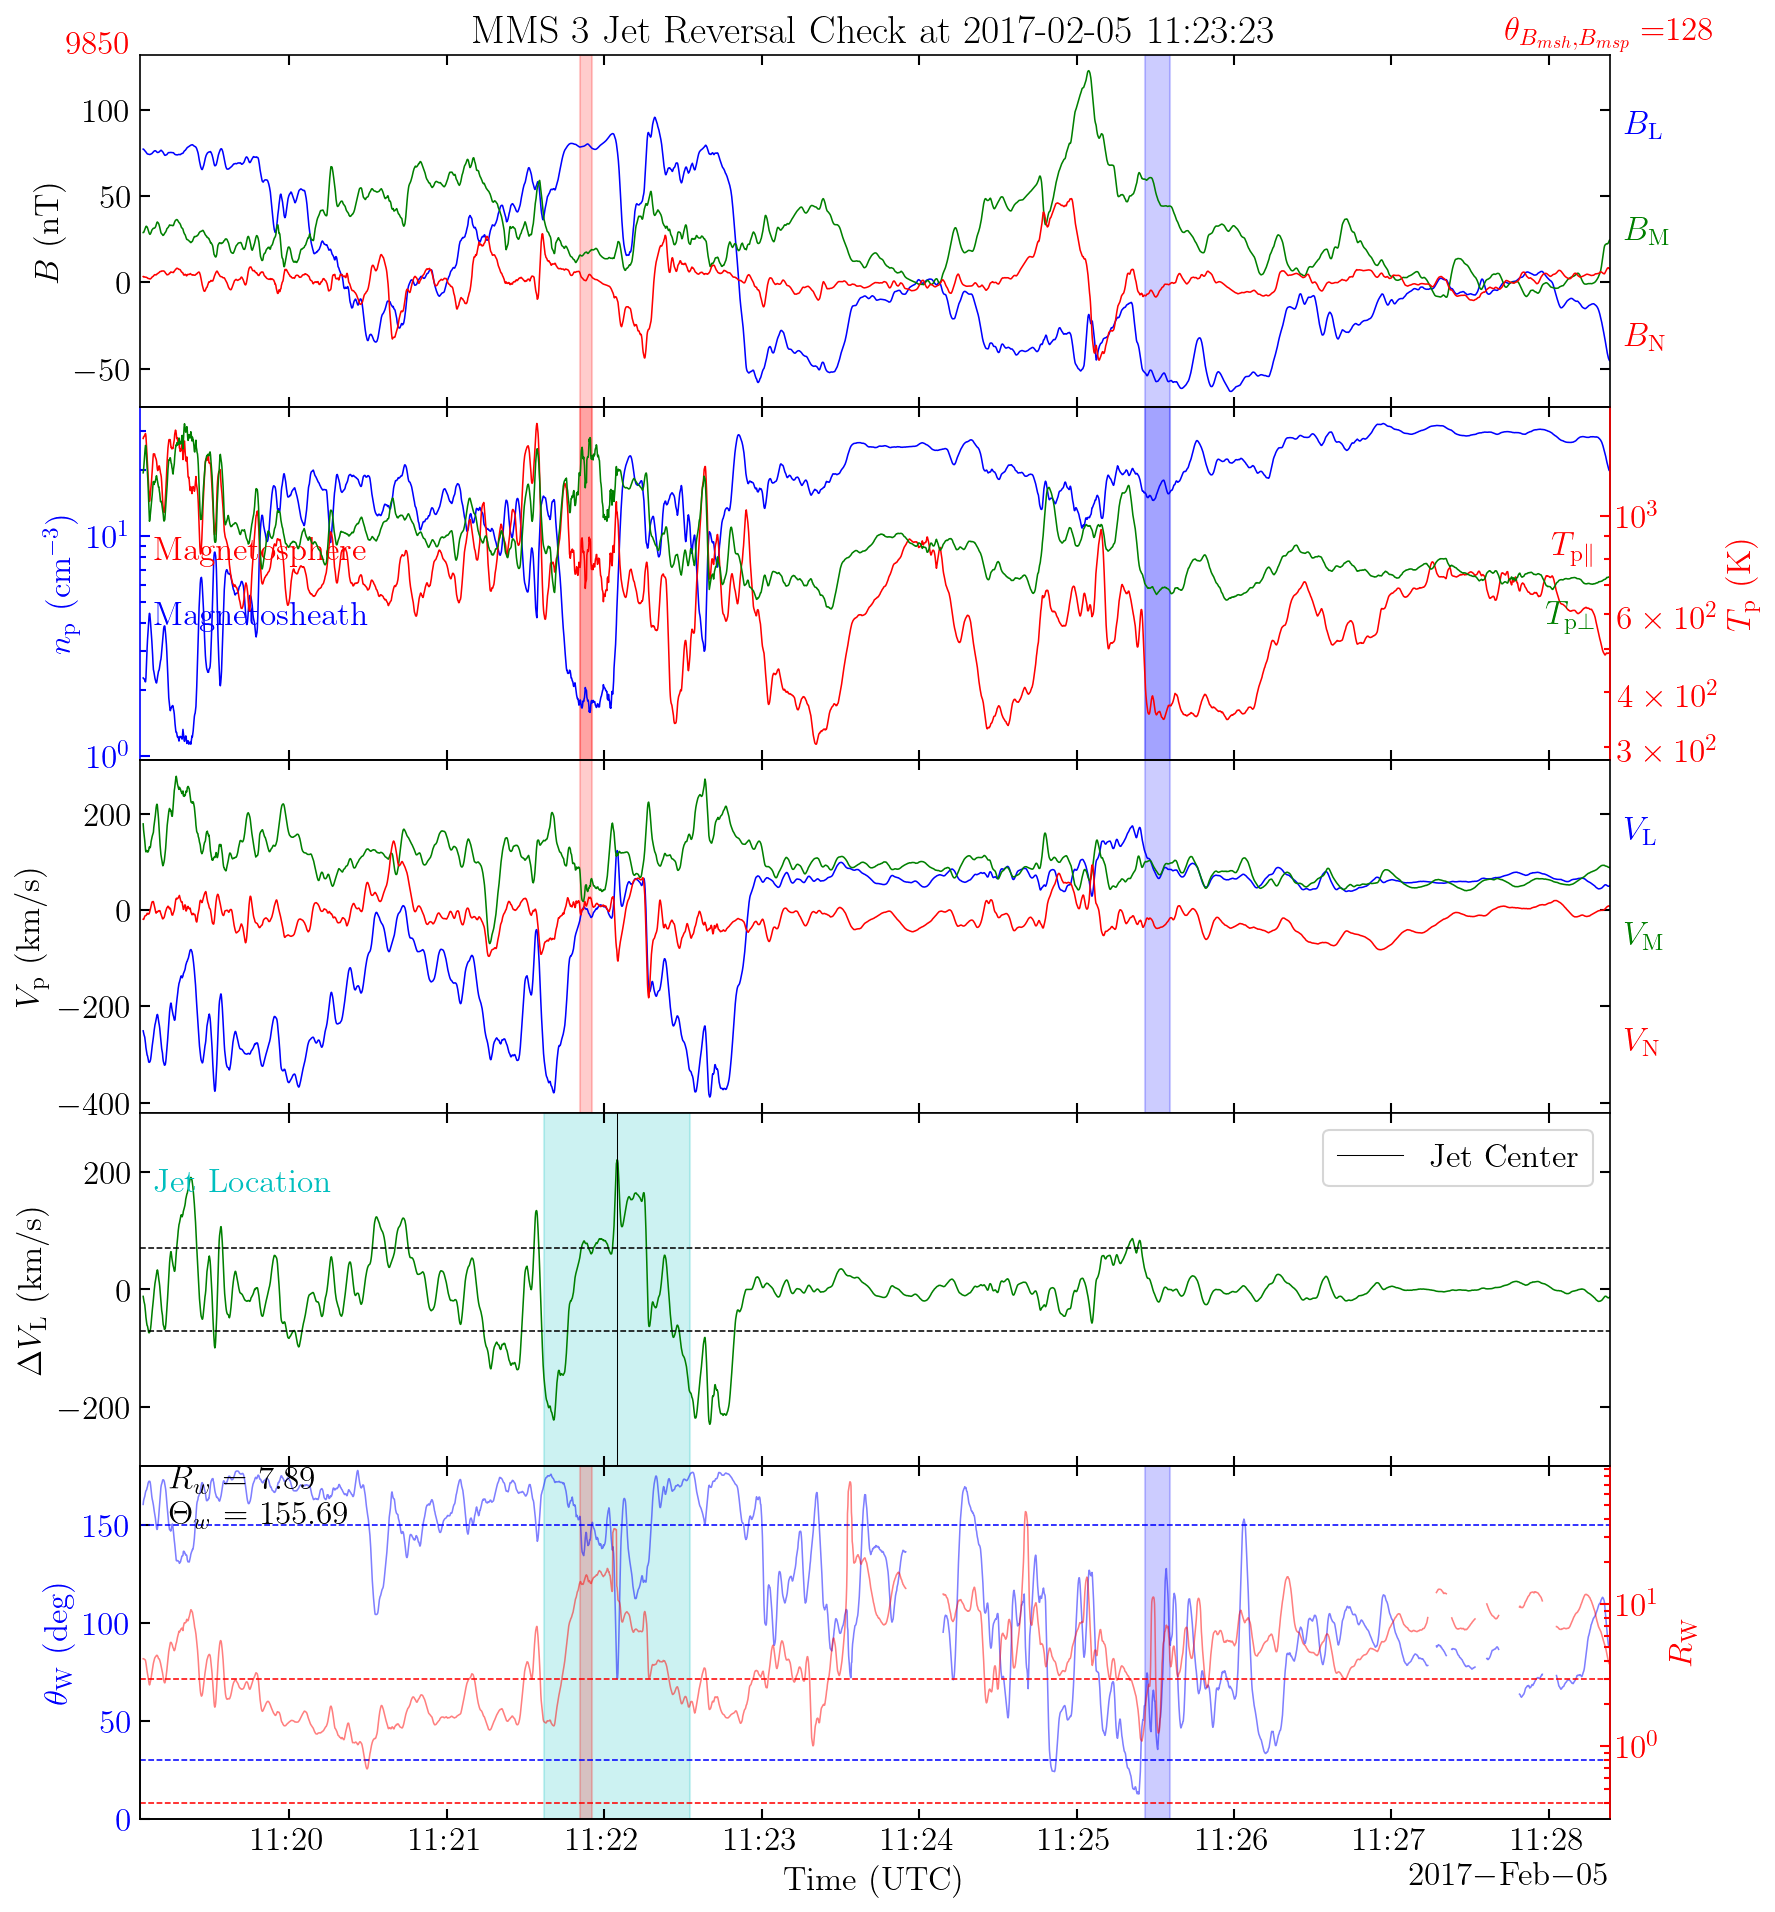 MMS 3 Jet Reversal Check at 2017-02-05 11:23:23
9850
θ_{B_{msh},B_{msp}} =128
100
50
0
−50
B (nT)
B_L
B_M
B_N
10^1
10^0
n_p (cm^{−3})
Magnetosphere
Magnetosheath
T_{p∥}
T_{p⊥}
10^3
6 × 10^2
4 × 10^2
3 × 10^2
T_p (K)
200
0
−200
−400
V_p (km/s)
V_L
V_M
V_N
Jet Location
Jet Center
200
0
−200
ΔV_L (km/s)
R_w = 7.89
Θ_w = 155.69
150
100
50
0
θ_W (deg)
10^1
10^0
R_W
11:20 11:21 11:22 11:23 11:24 11:25 11:26 11:27 11:28
Time (UTC)
2017−Feb−05